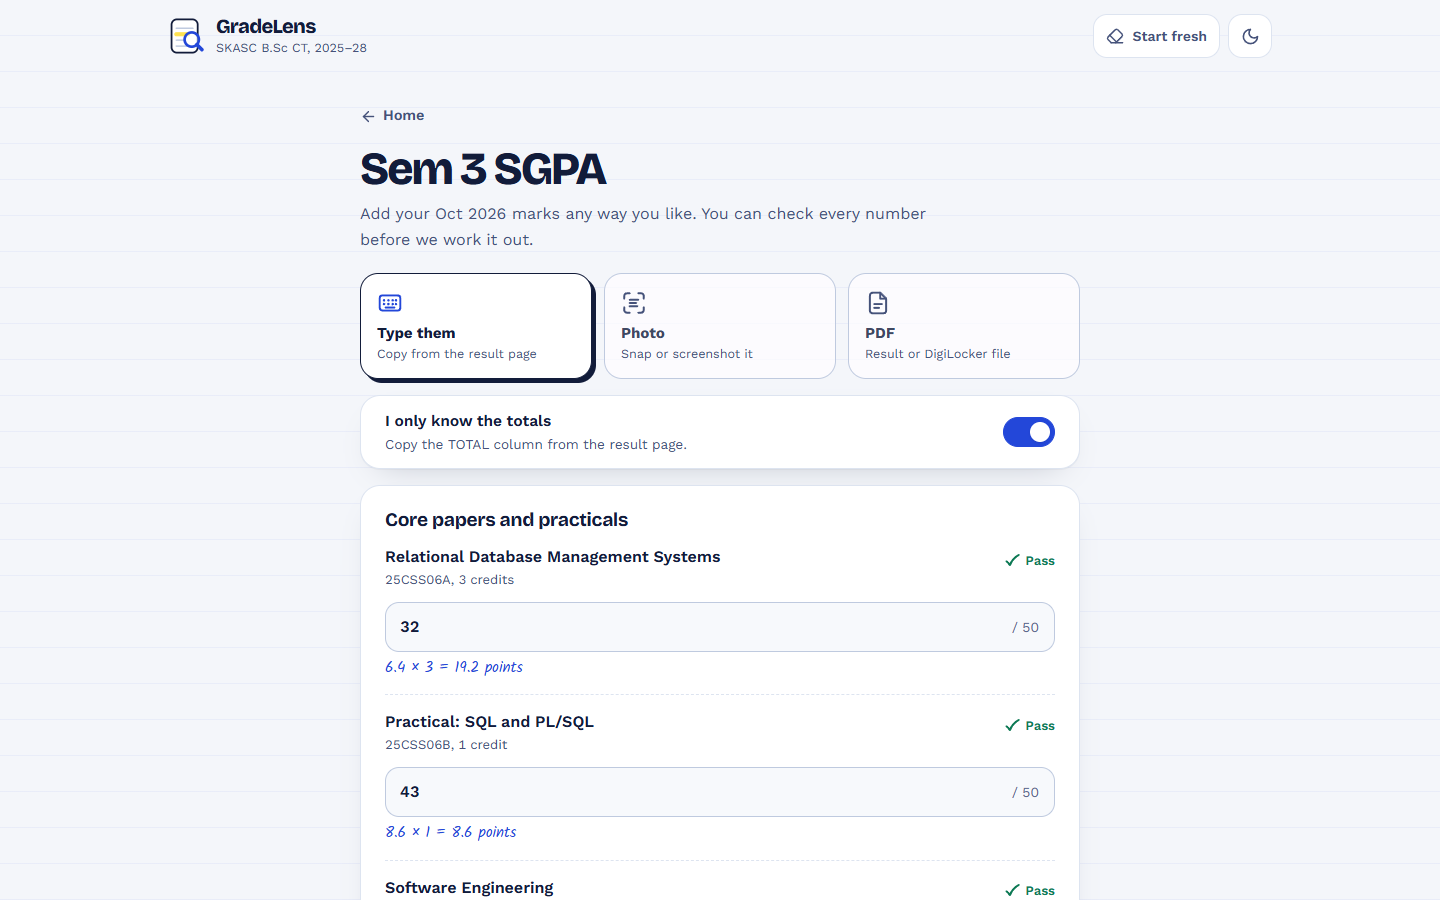 GradeLens
SKASC B.Sc CT, 2025–28
Start fresh
Home
Sem 3 SGPA
Add your Oct 2026 marks any way you like. You can check every number
before we work it out.
Type them
Copy from the result page
Photo
Snap or screenshot it
PDF
Result or DigiLocker file
I only know the totals
Copy the TOTAL column from the result page.
Core papers and practicals
Relational Database Management Systems
Pass
25CSS06A, 3 credits
32
/ 50
6.4 × 3 = 19.2 points
Practical: SQL and PL/SQL
Pass
25CSS06B, 1 credit
43
/ 50
8.6 × 1 = 8.6 points
Software Engineering
Pass